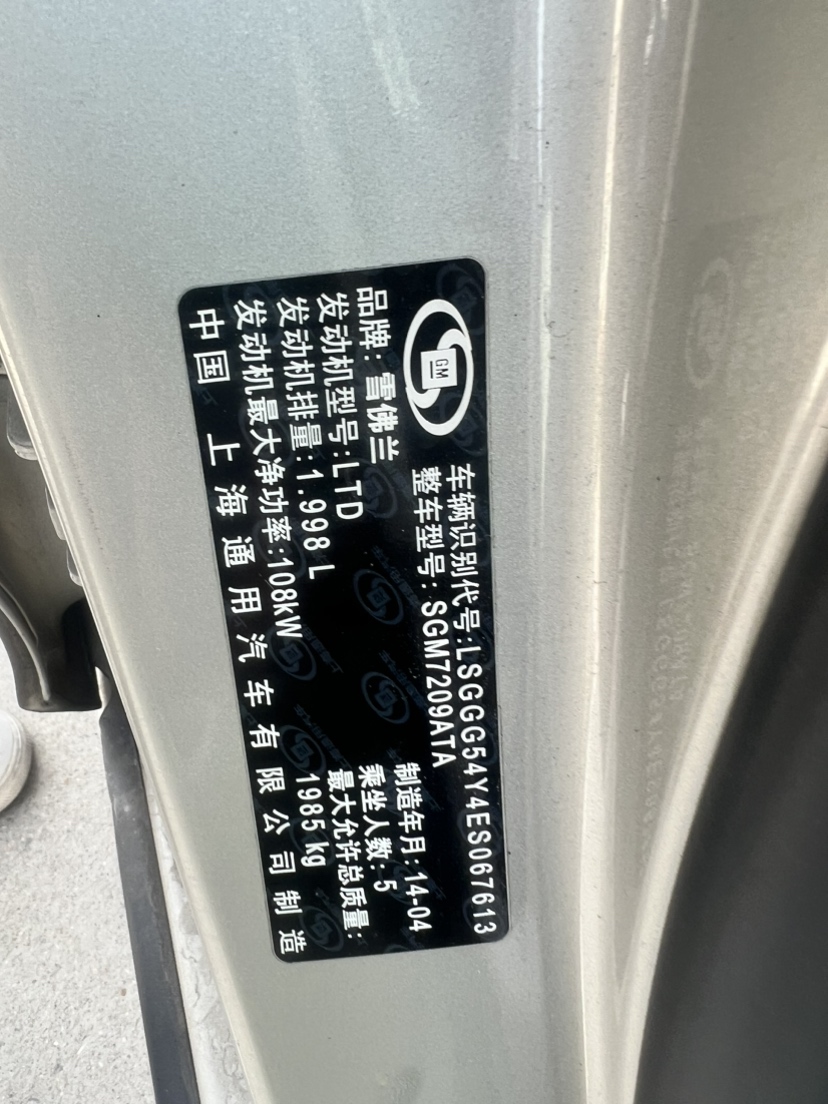 GM
车辆识别代号:LSGGG54Y4ES067613
整车型号: SGM7209ATA
品牌: 雪佛兰
制造年月:14-04
发动机型号:LTD
乘坐人数: 5
发动机排量:1.998 L
最大允许总质量:
发动机最大净功率:108kW
1985 kg
中国 上海通用汽车有限公司制造